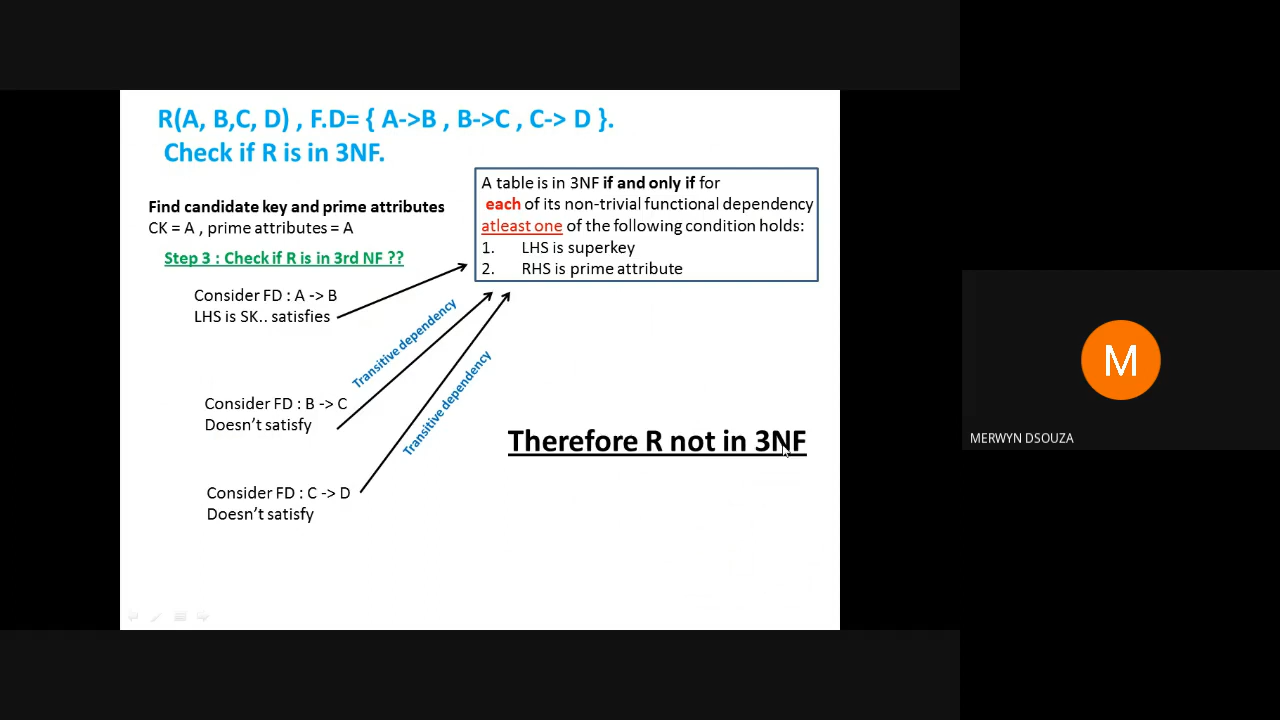 R(A, B,C, D) , F.D= { A->B , B->C , C-> D }.
Check if R is in 3NF.
A table is in 3NF if and only if for
each of its non-trivial functional dependency
atleast one of the following condition holds:
1. LHS is superkey
2. RHS is prime attribute
Find candidate key and prime attributes
CK = A , prime attributes = A
Step 3 : Check if R is in 3rd NF ??
Consider FD : A -> B
LHS is SK.. satisfies
Transitive dependency
Consider FD : B -> C
Doesn't satisfy
Transitive dependency
Therefore R not in 3NF
Consider FD : C -> D
Doesn't satisfy
M
MERWYN DSOUZA